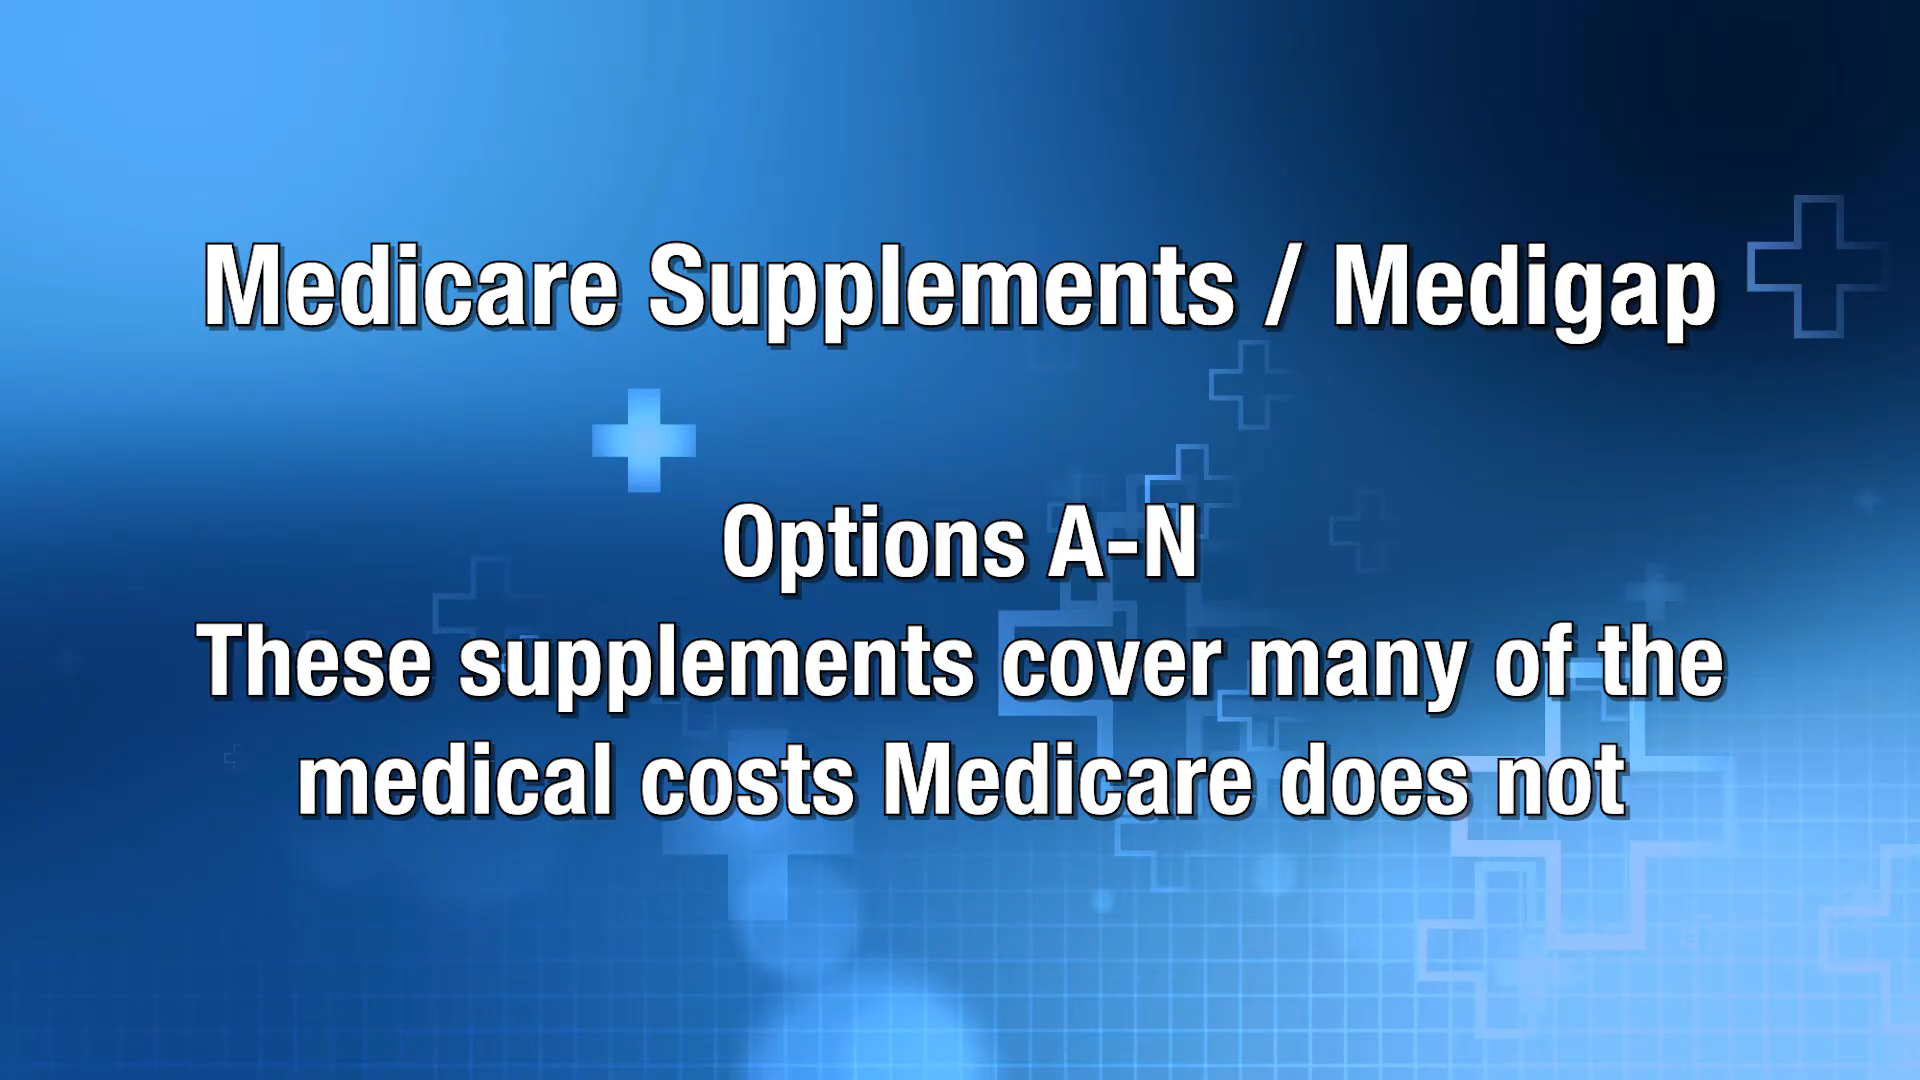 Medicare Supplements / Medigap
Options A-N
These supplements cover many of the
medical costs Medicare does not